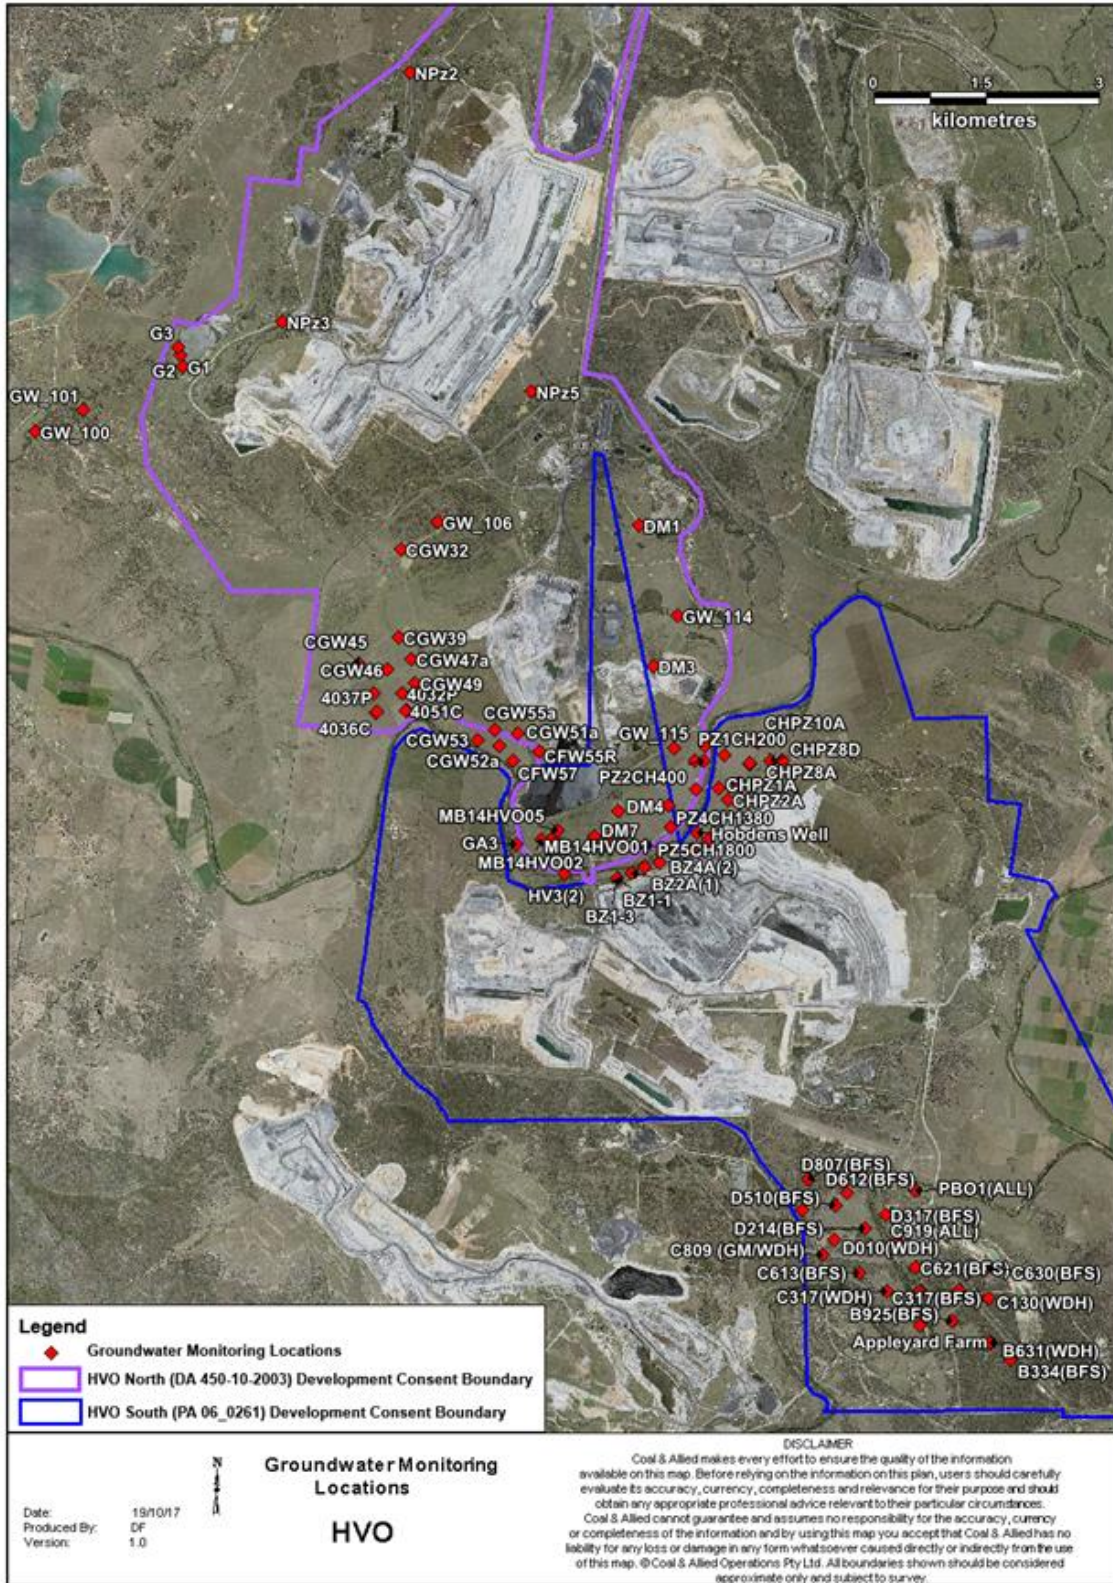 NPz2
0 1.5 3
kilometres
NPz3
G3
G2
G1
NPz5
GW_101
GW_100
GW_106
DM1
CGW32
GW_114
CGW45
CGW39
CGW47a
CGW46
DM3
CGW49
4037P
4032P
4051C
4036C
CGW55a
CGW51a
CGW53
GW_115
CHPZ10A
PZ1CH200
CHPZ8D
CFW55R
CGW52a
CFW57
CHPZ8A
PZ2CH400
CHPZ1A
CHPZ2A
DM4
MB14HVO05
PZ4CH1380
DM7
Hobdens Well
GA3
MB14HVO01
PZ5CH1800
MB14HVO02
BZ4A(2)
BZ2A(1)
HV3(2)
BZ1-1
BZ1-3
D807(BFS)
D612(BFS)
PBO1(ALL)
D510(BFS)
D317(BFS)
D214(BFS)
C919(ALL)
D010(WDH)
C809 (GM/WDH)
C621(BFS)
C630(BFS)
C613(BFS)
C317(WDH)
C317(BFS)
C130(WDH)
B925(BFS)
Appleyard Farm
B631(WDH)
B334(BFS)
Legend
Groundwater Monitoring Locations
HVO North (DA 450-10-2003) Development Consent Boundary
HVO South (PA 06_0261) Development Consent Boundary
N
Groundwater Monitoring
Locations
HVO
Date: 19/10/17
Produced By: DF
Version: 1.0
DISCLAIMER
Coal & Allied makes every effort to ensure the quality of the information
available on this map. Before relying on the information on this plan, users should carefully
evaluate its accuracy, currency, completeness and relevance for their purpose and should
obtain any appropriate professional advice relevant to their particular circumstances.
Coal & Allied cannot guarantee and assumes no responsibility for the accuracy, currency
or completeness of the information and by using this map you accept that Coal & Allied has no
liability for any loss or damage in any form whatsoever caused directly or indirectly from the use
of this map. © Coal & Allied Operations Pty Ltd. All boundaries shown should be considered
approximate only and subject to survey.